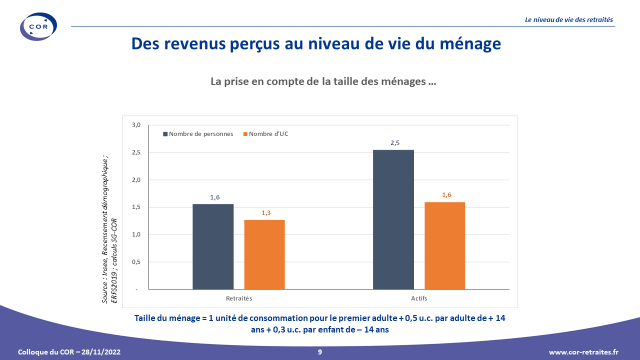 COR
Le niveau de vie des retraités
Des revenus perçus au niveau de vie du ménage
La prise en compte de la taille des ménages ...
Source : Insee, Recensement démographique ;
ERFS2019 ; calculs SG-COR
3,0
2,5
2,0
1,5
1,0
0,5
-
Nombre de personnes
Nombre d'UC
1,6
1,3
2,5
1,6
Retraités
Actifs
Taille du ménage = 1 unité de consommation pour le premier adulte + 0,5 u.c. par adulte de + 14
ans + 0,3 u.c. par enfant de – 14 ans
Colloque du COR – 28/11/2022
9
www.cor-retraites.fr